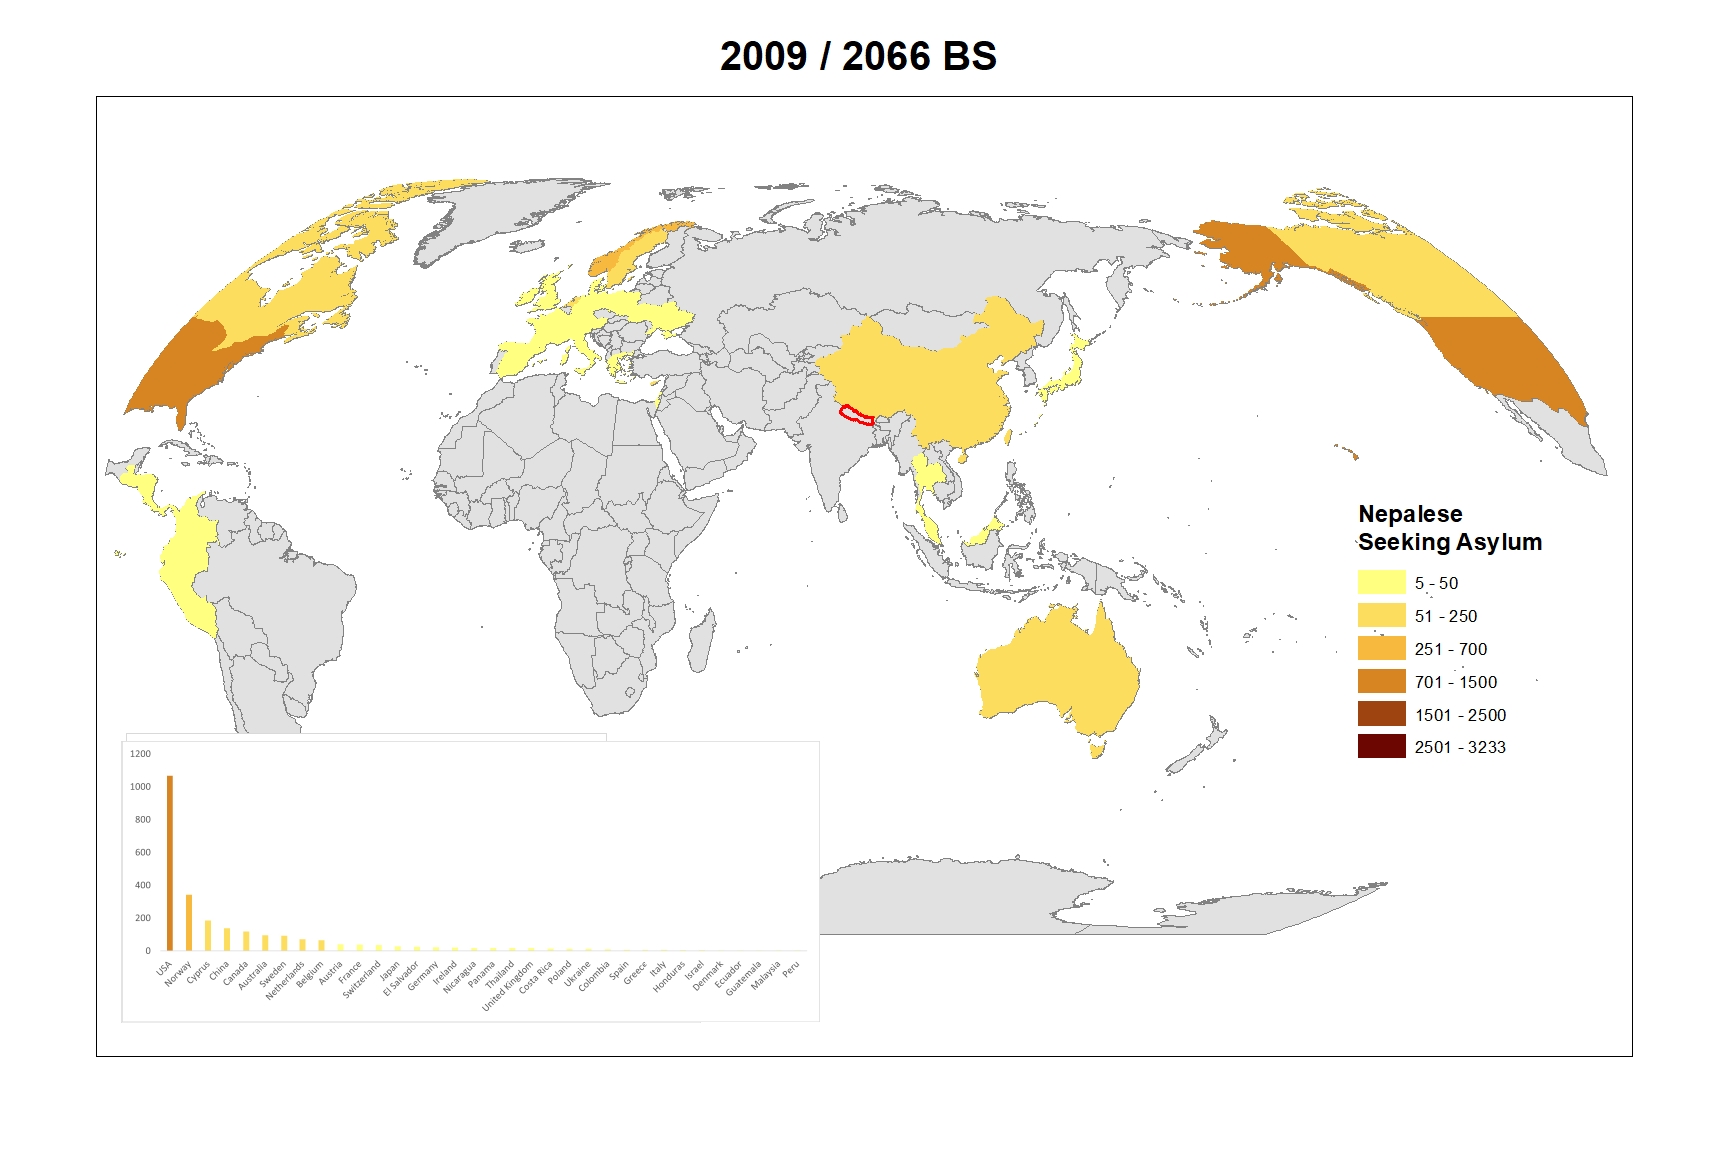 2009 / 2066 BS
Nepalese
Seeking Asylum
5 - 50
51 - 250
251 - 700
701 - 1500
1501 - 2500
2501 - 3233
1200
1000
800
600
400
200
0
USA
Norway
Cyprus
China
Canada
Australia
Sweden
Netherlands
Belgium
Austria
France
Switzerland
Japan
El Salvador
Germany
Ireland
Nicaragua
Panama
Thailand
United Kingdom
Costa Rica
Poland
Ukraine
Colombia
Spain
Greece
Italy
Honduras
Israel
Denmark
Ecuador
Guatemala
Malaysia
Peru